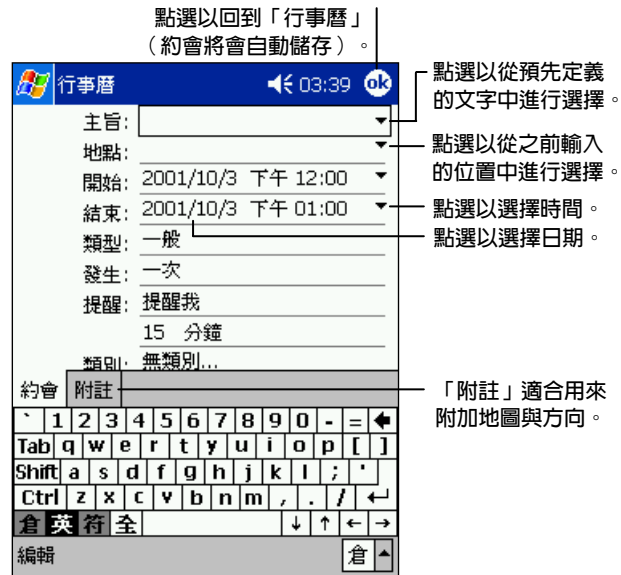 點選以回到「行事曆」
（約會將會自動儲存）。
行事曆 03:39 ok
主旨:
地點:
開始: 2001/10/3 下午 12:00
結束: 2001/10/3 下午 01:00
類型: 一般
發生: 一次
提醒: 提醒我
15 分鐘
類別: 無類別...
約會 附註
` 1 2 3 4 5 6 7 8 9 0 - =
Tab q w e r t y u i o p [ ]
Shift a s d f g h j k l ; '
Ctrl z x c v b n m , . /
倉 英 符 全 ↓ ↑ ← →
編輯 倉
點選以從預先定義
的文字中進行選擇。
點選以從之前輸入
的位置中進行選擇。
點選以選擇時間。
點選以選擇日期。
「附註」適合用來
附加地圖與方向。